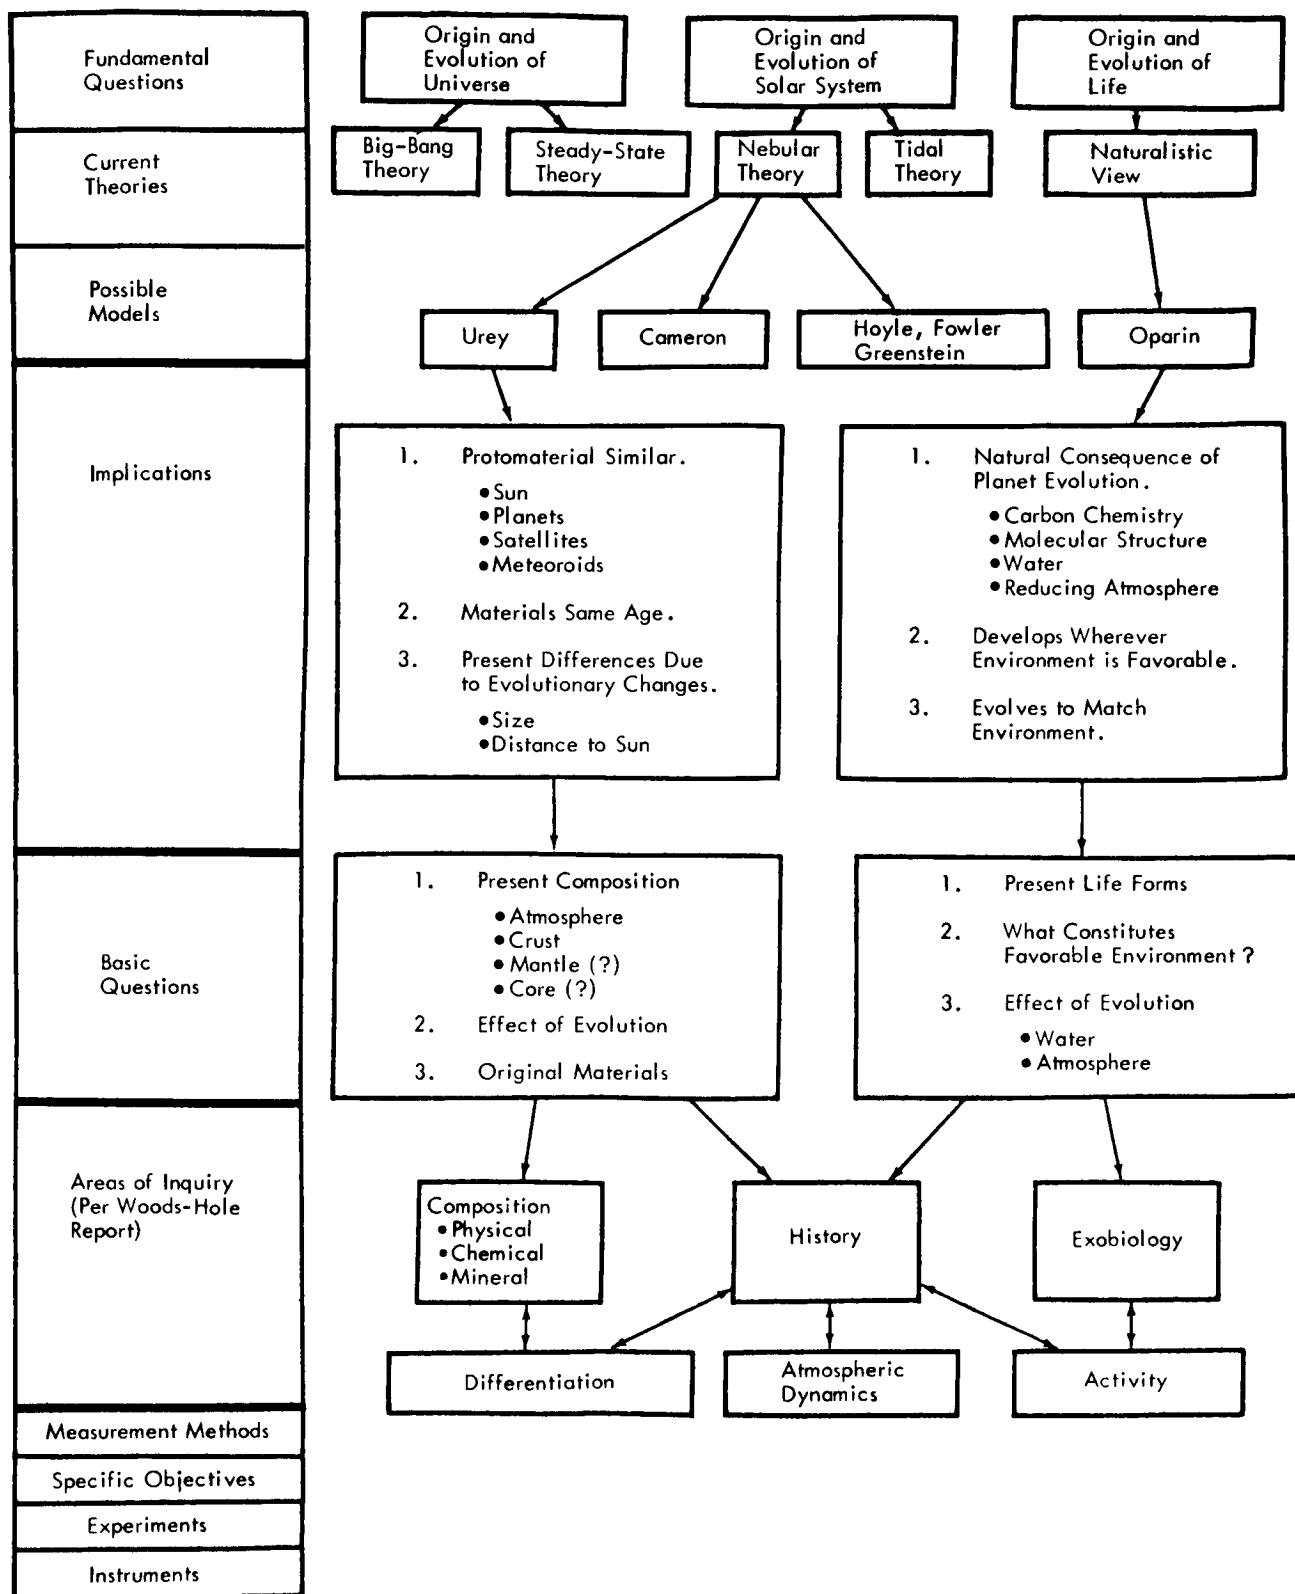 Fundamental
Questions
Origin and
Evolution of
Universe
Origin and
Evolution of
Solar System
Origin and
Evolution of
Life
Current
Theories
Big-Bang
Theory
Steady-State
Theory
Nebular
Theory
Tidal
Theory
Naturalistic
View
Possible
Models
Urey
Cameron
Hoyle, Fowler
Greenstein
Oparin
Implications
1. Protomaterial Similar.
• Sun
• Planets
• Satellites
• Meteoroids
2. Materials Same Age.
3. Present Differences Due
to Evolutionary Changes.
• Size
• Distance to Sun
1. Natural Consequence of
Planet Evolution.
• Carbon Chemistry
• Molecular Structure
• Water
• Reducing Atmosphere
2. Develops Wherever
Environment is Favorable.
3. Evolves to Match
Environment.
Basic
Questions
1. Present Composition
• Atmosphere
• Crust
• Mantle (?)
• Core (?)
2. Effect of Evolution
3. Original Materials
1. Present Life Forms
2. What Constitutes
Favorable Environment ?
3. Effect of Evolution
• Water
• Atmosphere
Areas of Inquiry
(Per Woods-Hole
Report)
Composition
• Physical
• Chemical
• Mineral
History
Exobiology
Differentiation
Atmospheric
Dynamics
Activity
Measurement Methods
Specific Objectives
Experiments
Instruments